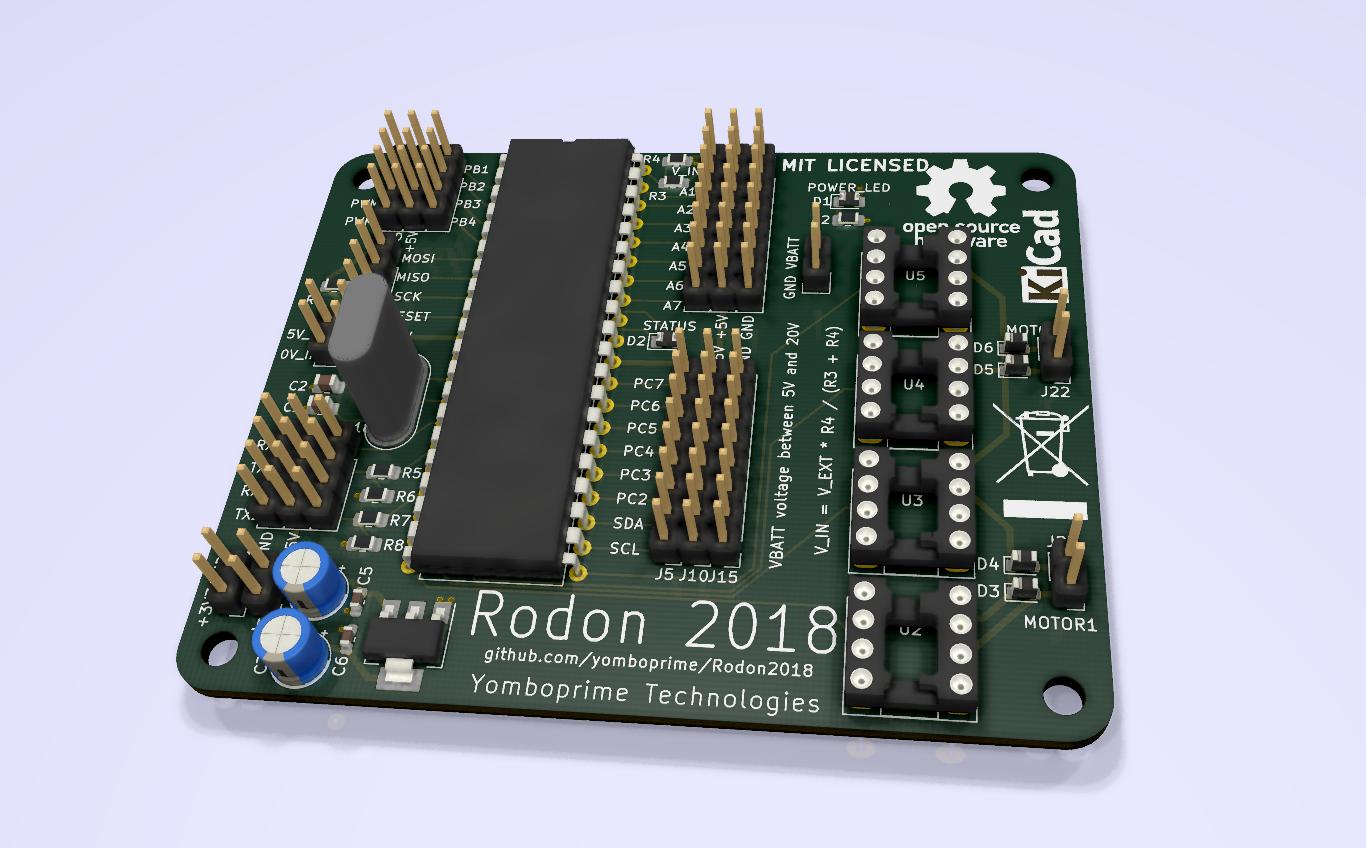 PB1
PB2
PB3
PB4
+5V
MOSI
MISO
SCK
C2
R5
R6
R7
R8
C5
C6
R4
R3
A2
A3
A4
A5
A6
A7
+5V
GND
STATUS
D2
PC7
PC6
PC5
PC4
PC3
PC2
SDA
SCL
J5 J10 J15
MIT LICENSED
POWER_LED
D1
GND VBATT
open source
KiCad
VBATT voltage between 5V and 20V
V_IN = V_EXT * R4 / (R3 + R4)
U5
U4
U3
U2
D6
D5
J22
D4
D3
MOTOR1
Rodon 2018
github.com/yomboprime/Rodon2018
Yomboprime Technologies